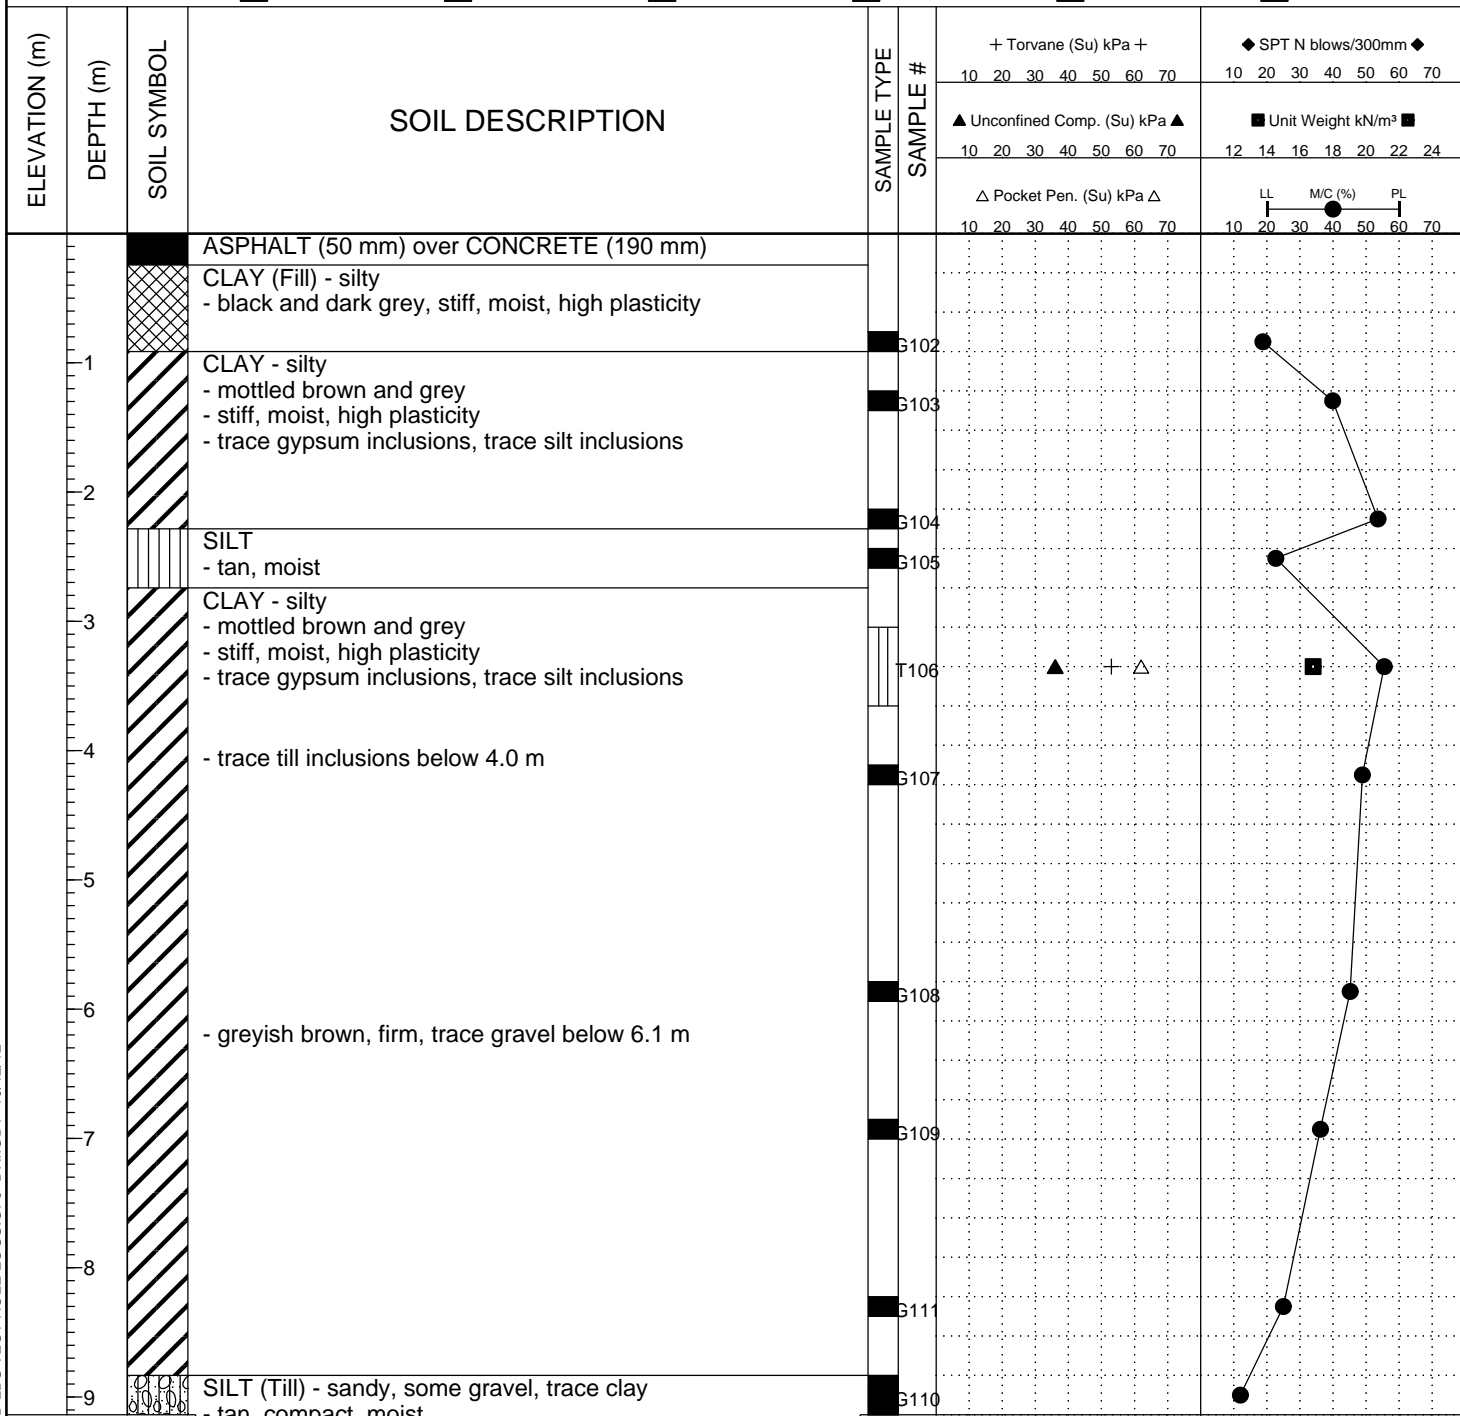 ELEVATION (m)
DEPTH (m)
SOIL SYMBOL
SOIL DESCRIPTION
SAMPLE TYPE
SAMPLE #
+ Torvane (Su) kPa +
10 20 30 40 50 60 70
▲ Unconfined Comp. (Su) kPa ▲
10 20 30 40 50 60 70
△ Pocket Pen. (Su) kPa △
10 20 30 40 50 60 70
◆ SPT N blows/300mm ◆
10 20 30 40 50 60 70
■ Unit Weight kN/m³ ■
12 14 16 18 20 22 24
LL M/C (%) PL
10 20 30 40 50 60 70
ASPHALT (50 mm) over CONCRETE (190 mm)
CLAY (Fill) - silty
- black and dark grey, stiff, moist, high plasticity
G102
1
CLAY - silty
- mottled brown and grey
- stiff, moist, high plasticity
- trace gypsum inclusions, trace silt inclusions
G103
2
G104
SILT
- tan, moist
G105
CLAY - silty
3
- mottled brown and grey
- stiff, moist, high plasticity
- trace gypsum inclusions, trace silt inclusions
T106
4
- trace till inclusions below 4.0 m
G107
5
G108
6
- greyish brown, firm, trace gravel below 6.1 m
G109
7
8
G111
SILT (Till) - sandy, some gravel, trace clay
9
G110
- tan, compact, moist